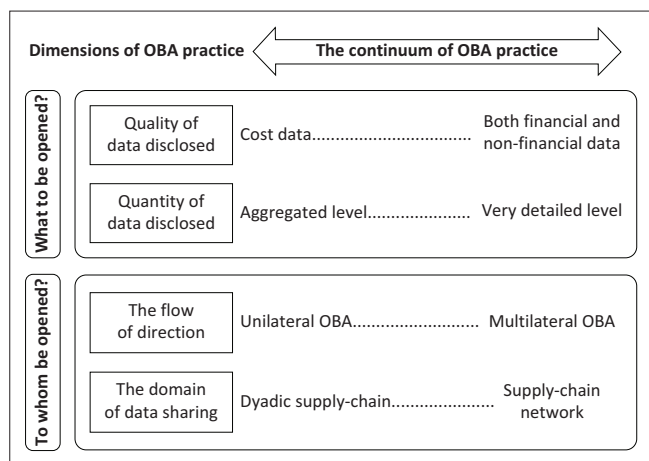 Dimensions of OBA practice
The continuum of OBA practice
What to be opened?
Quality of
data disclosed
Cost data....................................
Both financial and
non-financial data
Quantity of
data disclosed
Aggregated level......................
Very detailed level
To whom be opened?
The flow
of direction
Unilateral OBA...........................
Multilateral OBA
The domain
of data sharing
Dyadic supply-chain.....................
Supply-chain
network